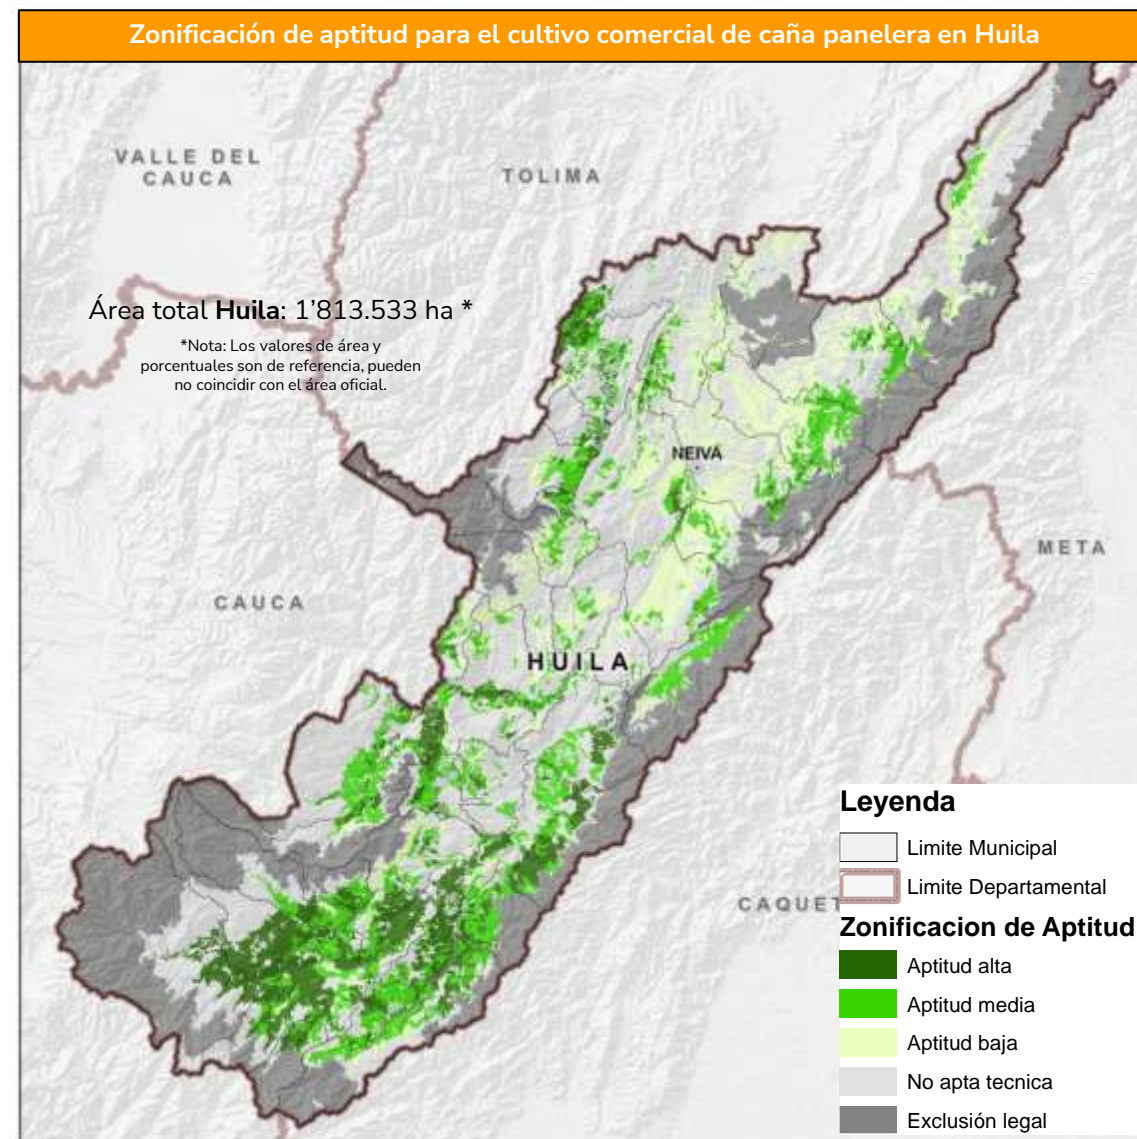 Zonificación de aptitud para el cultivo comercial de caña panelera en Huila
VALLE DEL
CAUCA
TOLIMA
Área total Huila: 1'813.533 ha *
*Nota: Los valores de área y
porcentuales son de referencia, pueden
no coincidir con el área oficial.
NEIVA
META
CAUCA
HUILA
CAQUET
Leyenda
Limite Municipal
Limite Departamental
Zonificacion de Aptitud
Aptitud alta
Aptitud media
Aptitud baja
No apta tecnica
Exclusión legal